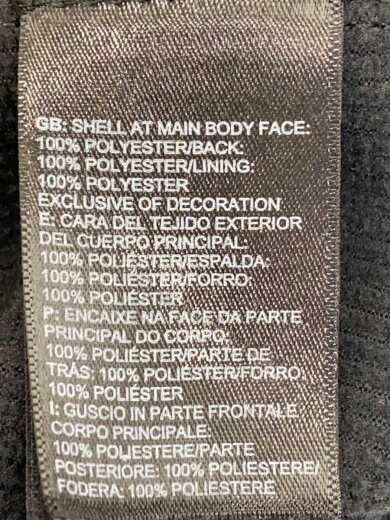 GB: SHELL AT MAIN BODY FACE:
100% POLYESTER/BACK:
100% POLYESTER/LINING:
100% POLYESTER
EXCLUSIVE OF DECORATION
E: CARA DEL TEJIDO EXTERIOR
DEL CUERPO PRINCIPAL:
100% POLIÉSTER/ESPALDA:
100% POLIÉSTER/FORRO:
100% POLIÉSTER
P: ENCAIXE NA FACE DA PARTE
PRINCIPAL DO CORPO:
100% POLIÉSTER/PARTE DE
TRÁS: 100% POLIÉSTER/FORRO:
100% POLIÉSTER
I: GUSCIO IN PARTE FRONTALE
CORPO PRINCIPALE:
100% POLIESTERE/PARTE
POSTERIORE: 100% POLIESTERE/
FODERA: 100% POLIESTERE